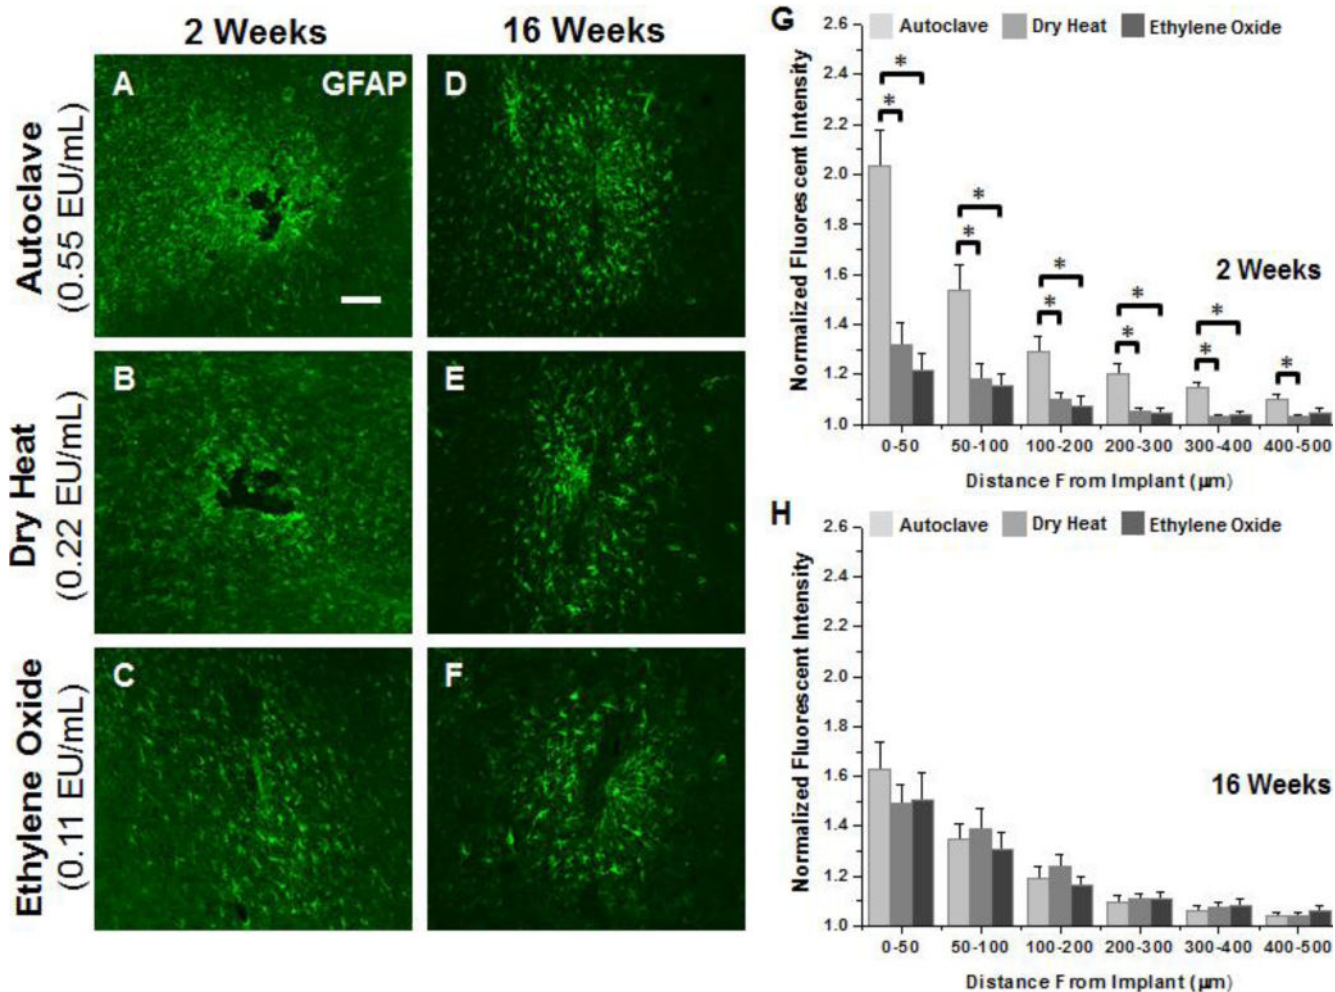 2 Weeks
16 Weeks
Autoclave
(0.55 EU/mL)
Dry Heat
(0.22 EU/mL)
Ethylene Oxide
(0.11 EU/mL)
A
GFAP
D
B
E
C
F
G
Autoclave Dry Heat Ethylene Oxide
Normalized Fluorescent Intensity
2.6
2.4
2.2
2.0
1.8
1.6
1.4
1.2
1.0
* * * * * * * * * * *
2 Weeks
0-50 50-100 100-200 200-300 300-400 400-500
Distance From Implant (µm)
H
Autoclave Dry Heat Ethylene Oxide
Normalized Fluorescent Intensity
2.6
2.4
2.2
2.0
1.8
1.6
1.4
1.2
1.0
16 Weeks
0-50 50-100 100-200 200-300 300-400 400-500
Distance From Implant (µm)